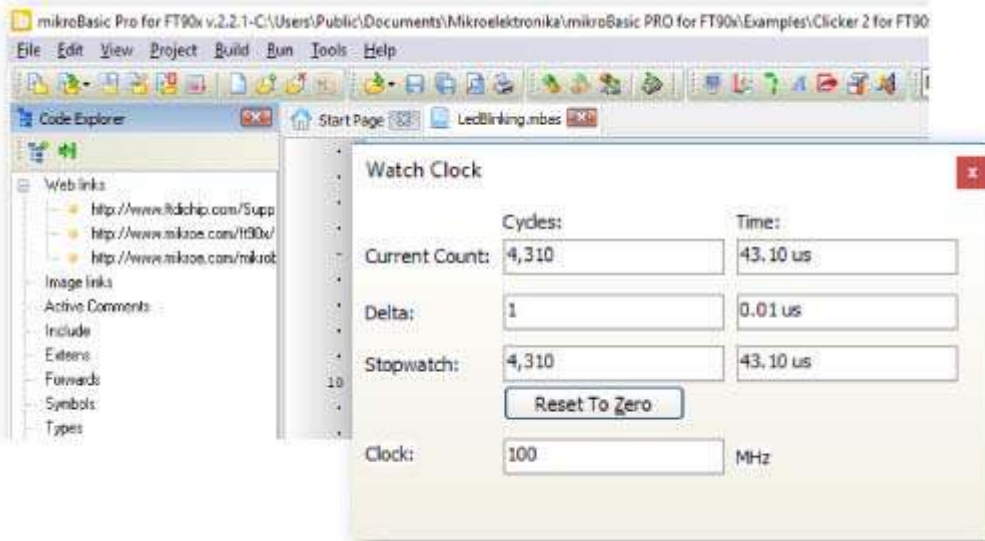 mikroBasic Pro for FT90x v.2.2.1-C:\Users\Public\Documents\Mikroelektronika\mikroBasic PRO for FT90x\Examples\Clicker 2 for FT90
File Edit View Project Build Run Tools Help
Code Explorer
Start Page LedBlinking.mbas
Web links
http://www.ftdichip.com/Supp
http://www.mikroe.com/ft90x/
http://www.mikroe.com/mikrob
Image links
Active Comments
Include
Externs
Forwards
Symbols
Types
10
Watch Clock
Cycles: Time:
Current Count: 4,310 43.10 us
Delta: 1 0.01 us
Stopwatch: 4,310 43.10 us
Reset To Zero
Clock: 100 MHz